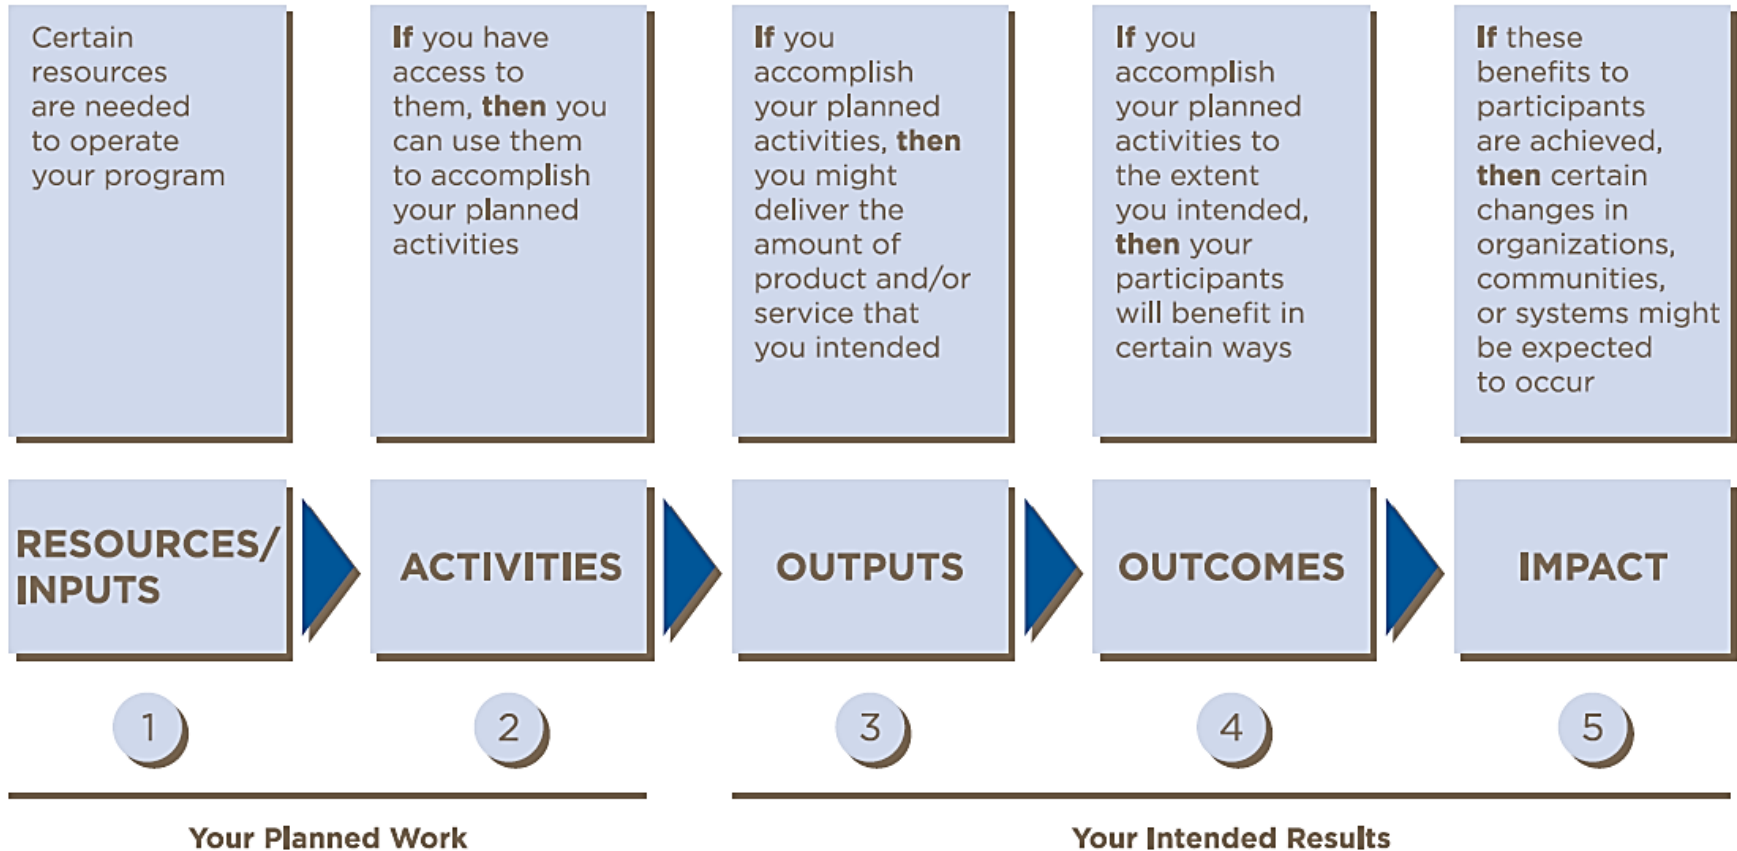 Certain
resources
are needed
to operate
your program
If you have
access to
them, then you
can use them
to accomplish
your planned
activities
If you
accomplish
your planned
activities, then
you might
deliver the
amount of
product and/or
service that
you intended
If you
accomplish
your planned
activities to
the extent
you intended,
then your
participants
will benefit in
certain ways
If these
benefits to
participants
are achieved,
then certain
changes in
organizations,
communities,
or systems might
be expected
to occur
RESOURCES/
INPUTS
ACTIVITIES
OUTPUTS
OUTCOMES
IMPACT
1
2
3
4
5
Your Planned Work
Your Intended Results